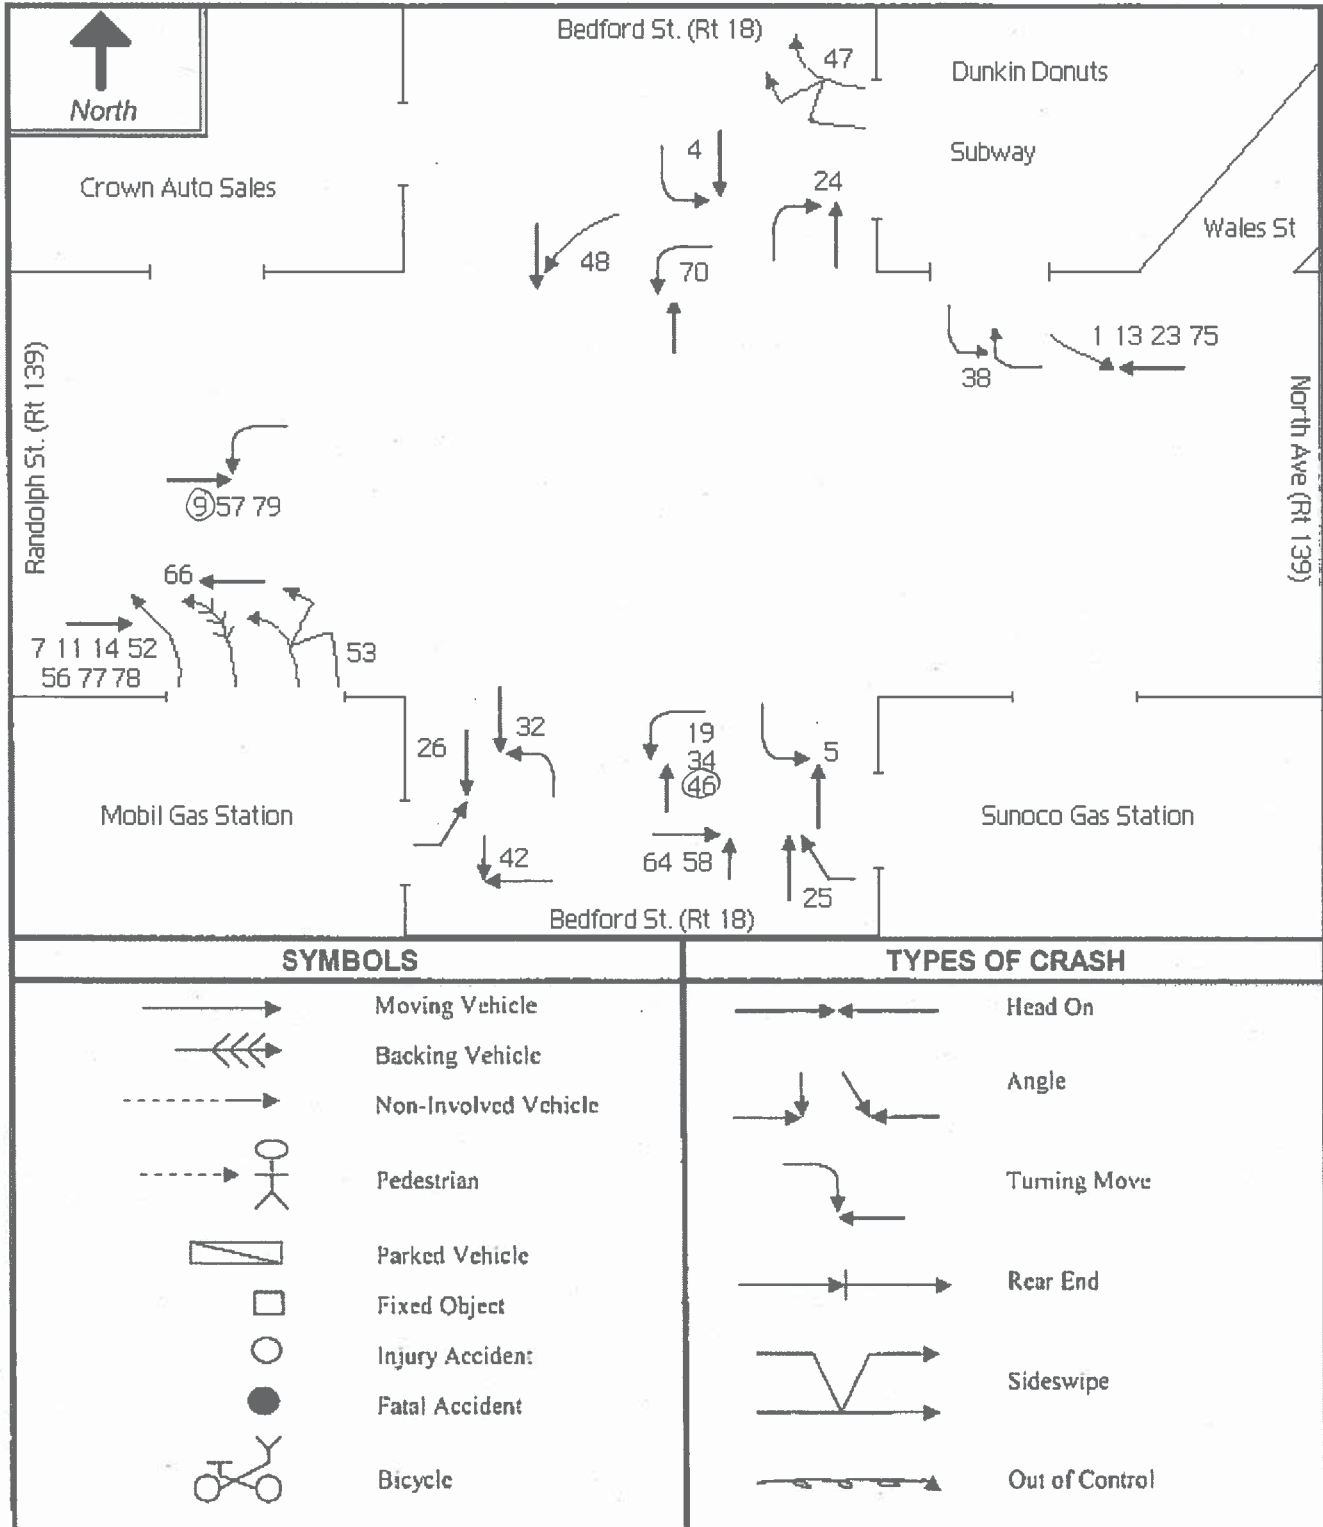 Bedford St. (Rt 18)
North
47
Dunkin Donuts
4
Subway
Crown Auto Sales
24
Wales St
48
70
1 13 23 75
38
Randolph St. (Rt 139)
North Ave (Rt 139)
9 57 79
66
7 11 14 52
56 77 78
53
32
26
19
34
46
5
Mobil Gas Station
Sunoco Gas Station
42
64 58
25
Bedford St. (Rt 18)
SYMBOLS
Moving Vehicle
Backing Vehicle
Non-Involved Vehicle
Pedestrian
Parked Vehicle
Fixed Object
Injury Accident
Fatal Accident
Bicycle
TYPES OF CRASH
Head On
Angle
Turning Move
Rear End
Sideswipe
Out of Control